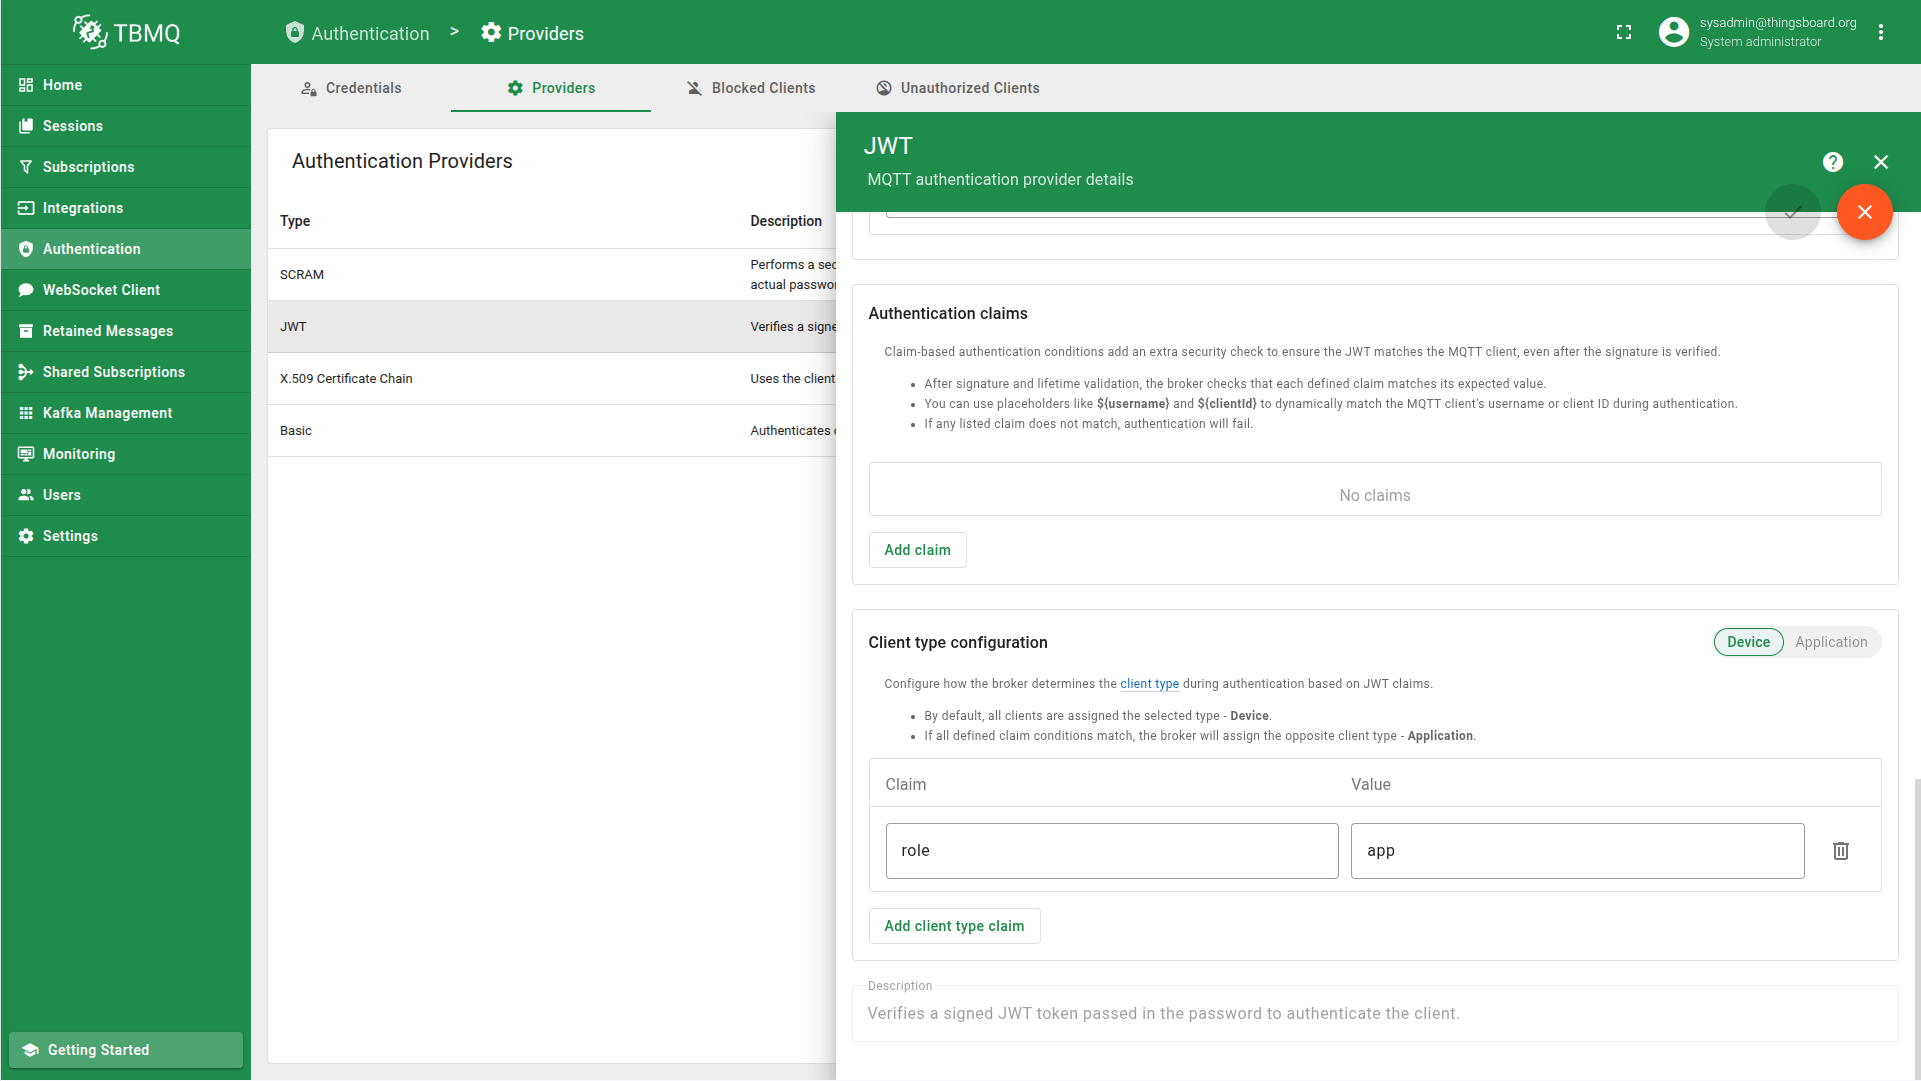 TBMQ
Authentication > Providers
sysadmin@thingsboard.org
System administrator
Home
Sessions
Subscriptions
Integrations
Authentication
WebSocket Client
Retained Messages
Shared Subscriptions
Kafka Management
Monitoring
Users
Settings
Getting Started
Credentials
Providers
Blocked Clients
Unauthorized Clients
Authentication Providers
Type Description
SCRAM Performs a sec
actual passwor
JWT Verifies a signe
X.509 Certificate Chain Uses the client'
Basic Authenticates
JWT
MQTT authentication provider details
Authentication claims
Claim-based authentication conditions add an extra security check to ensure the JWT matches the MQTT client, even after the signature is verified.
• After signature and lifetime validation, the broker checks that each defined claim matches its expected value.
• You can use placeholders like ${username} and ${clientId} to dynamically match the MQTT client's username or client ID during authentication.
• If any listed claim does not match, authentication will fail.
No claims
Add claim
Client type configuration
Device Application
Configure how the broker determines the client type during authentication based on JWT claims.
• By default, all clients are assigned the selected type - Device.
• If all defined claim conditions match, the broker will assign the opposite client type - Application.
Claim Value
role app
Add client type claim
Description
Verifies a signed JWT token passed in the password to authenticate the client.